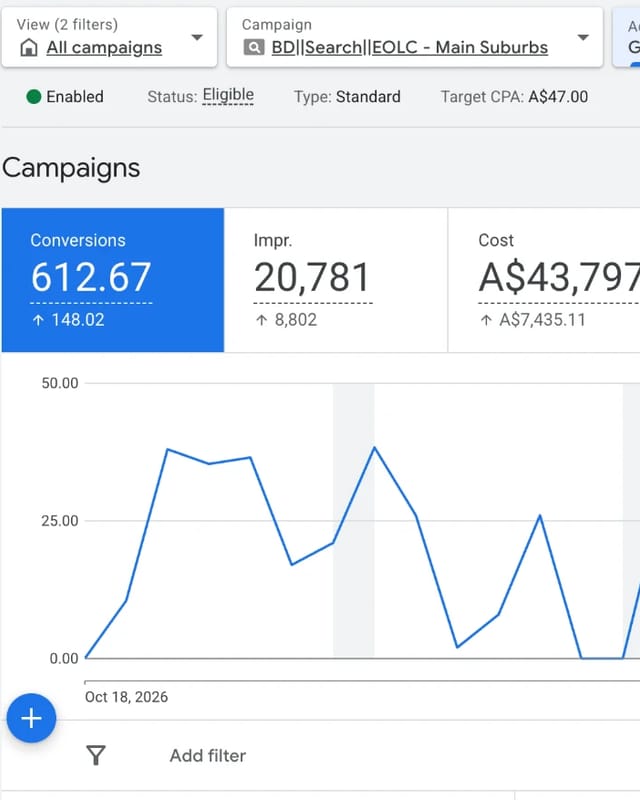 View (2 filters)
All campaigns
Campaign
BD||Search||EOLC - Main Suburbs
G
Enabled
Status: Eligible
Type: Standard
Target CPA: A$47.00
Campaigns
Conversions
612.67
↑ 148.02
Impr.
20,781
↑ 8,802
Cost
A$43,797
↑ A$7,435.11
50.00
25.00
0.00
Oct 18, 2026
Add filter